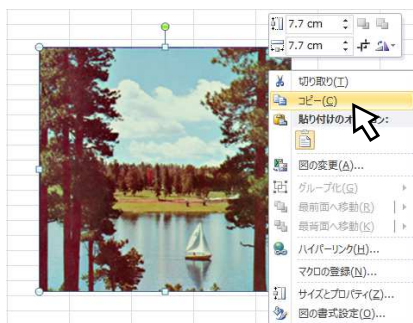 7.7 cm
7.7 cm
切り取り(T)
コピー(C)
貼り付けのオプション:
図の変更(A)...
グループ化(G)
最前面へ移動(R)
最背面へ移動(K)
ハイパーリンク(H)...
マクロの登録(N)...
サイズとプロパティ(Z)...
図の書式設定(O)...